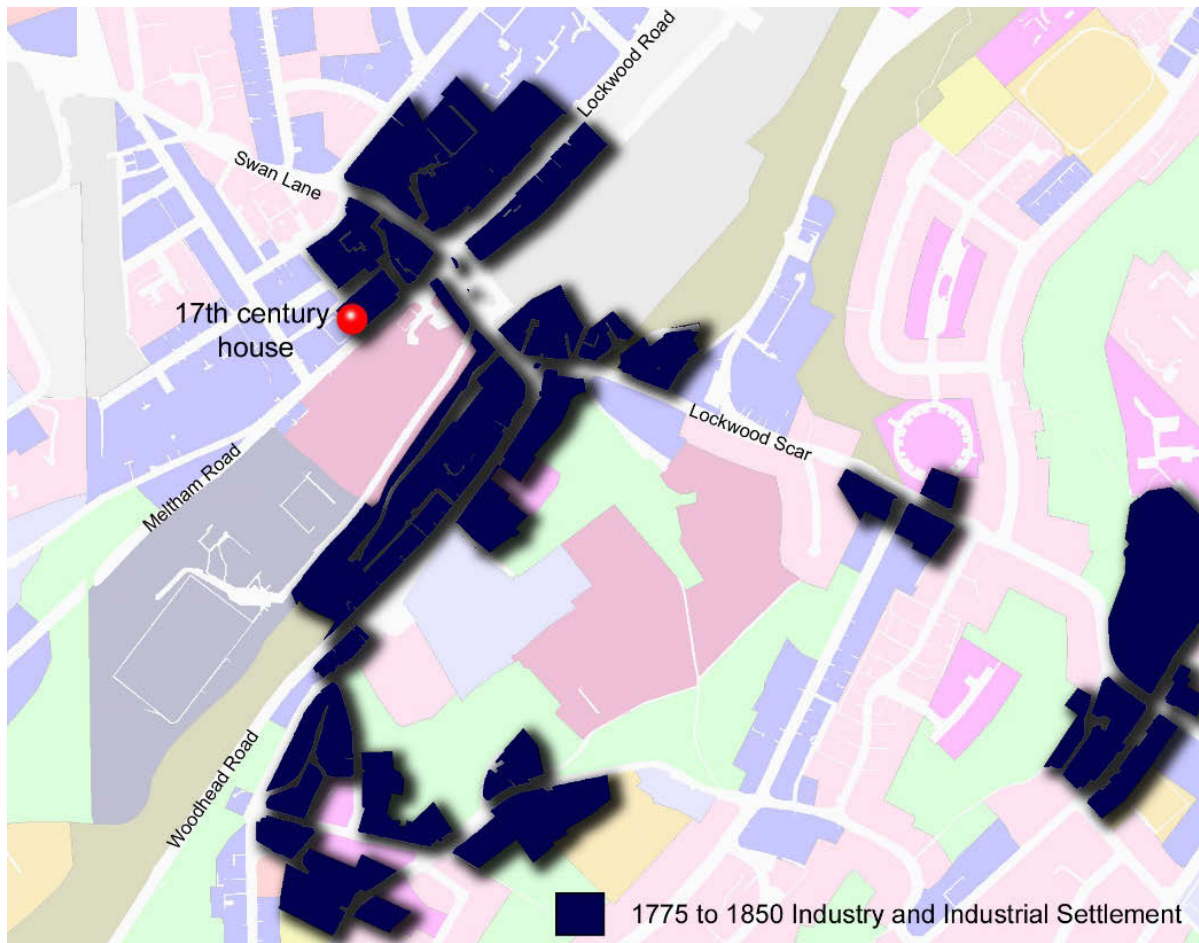 Lockwood Road
Swan Lane
17th century
house
Lockwood Scar
Meltham Road
Woodhead Road
1775 to 1850 Industry and Industrial Settlement